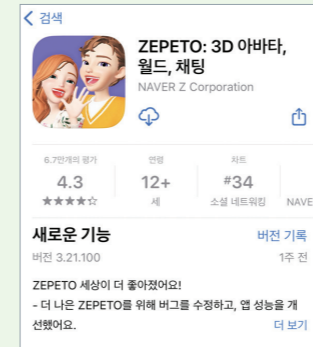 검색
ZEPETO: 3D 아바타,
월드, 채팅
NAVER Z Corporation
6.7만개의 평가
연령
차트
4.3
12+
#34
세
소셜 네트워킹
NAVE
새로운 기능
버전 기록
버전 3.21.100
1주 전
ZEPETO 세상이 더 좋아졌어요!
- 더 나은 ZEPETO를 위해 버그를 수정하고, 앱 성능을 개
선했어요.
더 보기